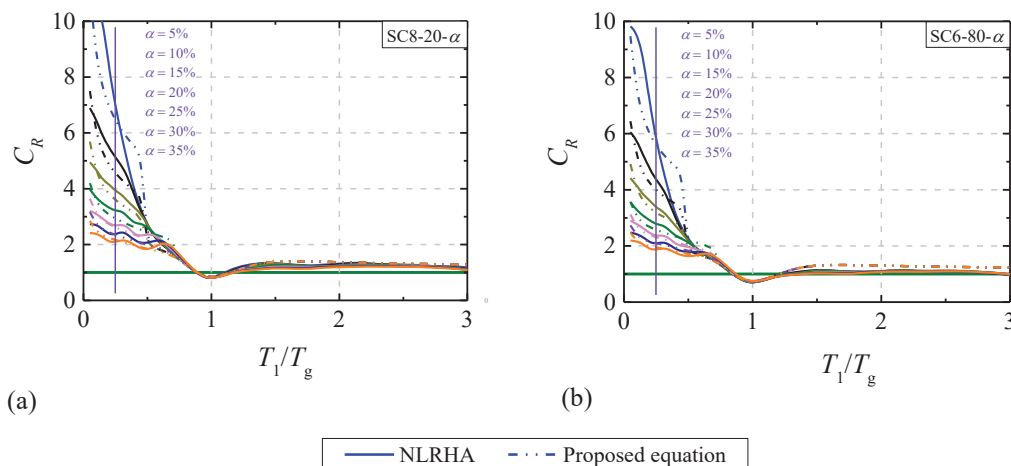 SC8-20-α
10
8
6
4
2
0
C_R
α = 5%
α = 10%
α = 15%
α = 20%
α = 25%
α = 30%
α = 35%
0
1
2
3
T_1/T_g
(a)
SC6-80-α
10
8
6
4
2
0
C_R
α = 5%
α = 10%
α = 15%
α = 20%
α = 25%
α = 30%
α = 35%
0
1
2
3
T_1/T_g
(b)
NLRHA
Proposed equation